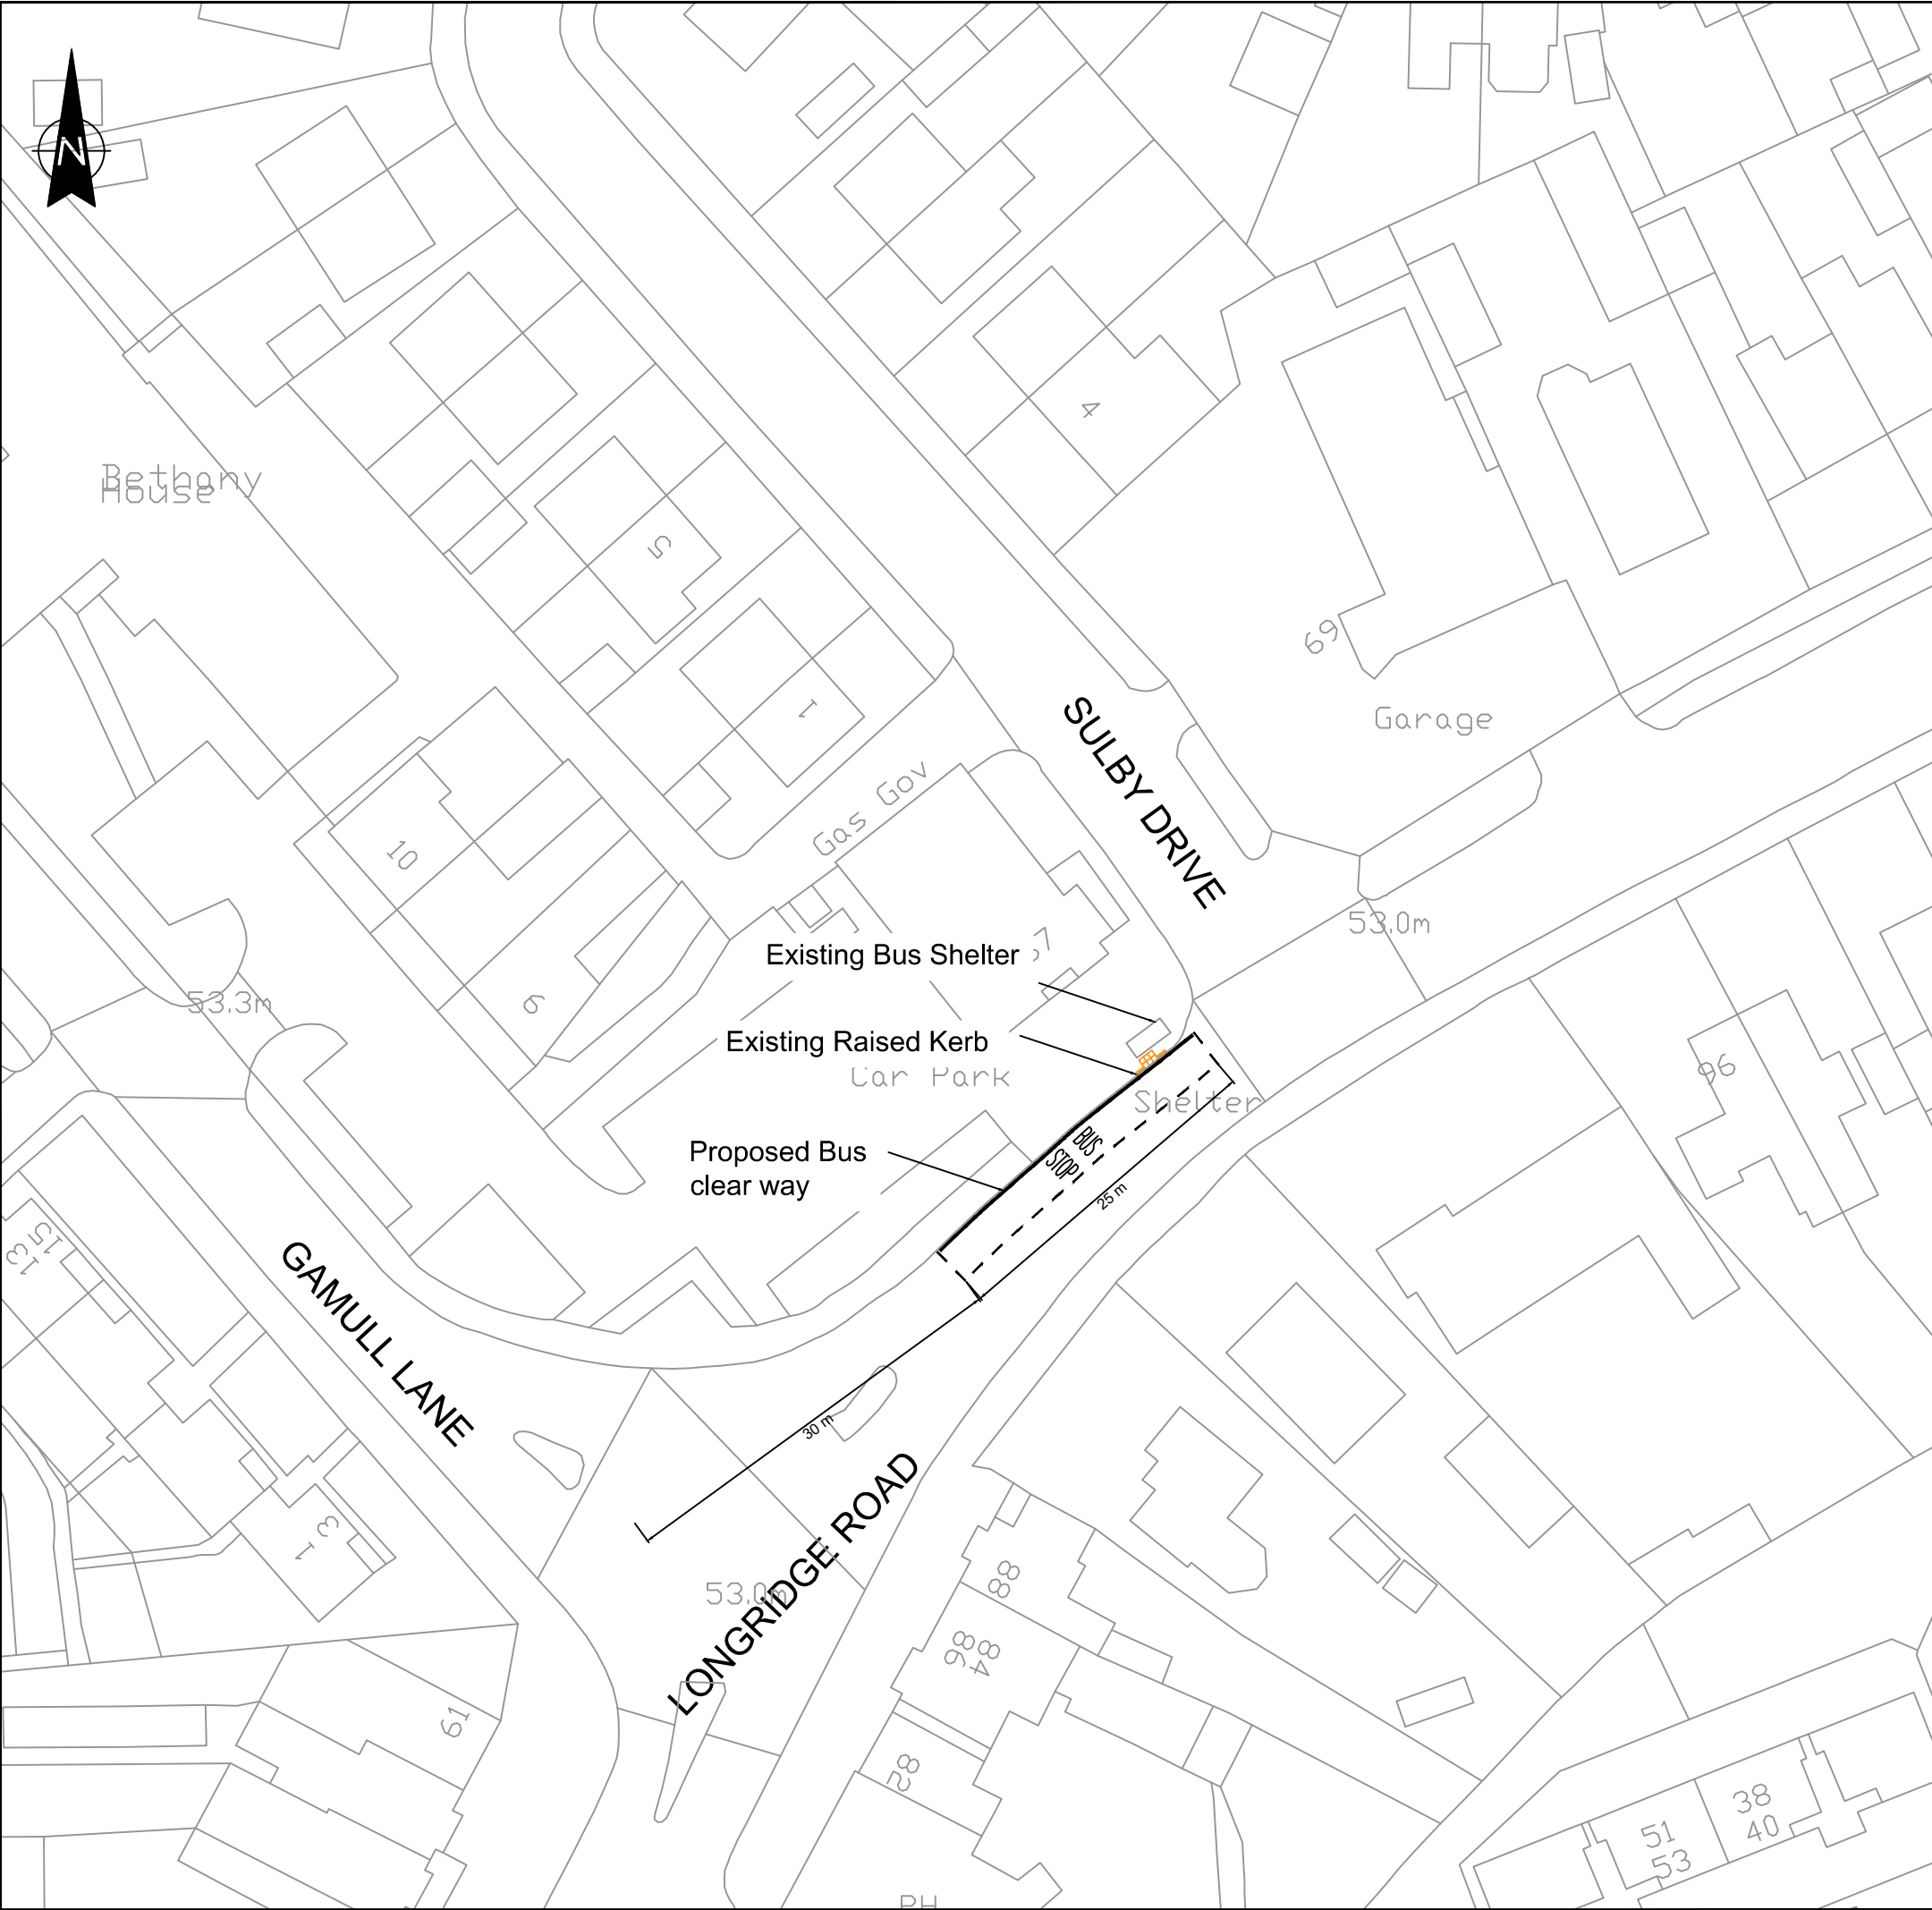 N
Bethany
House
4
5
1
69
Garage
SULBY DRIVE
Gas Gov
10
53.0m
Existing Bus Shelter
6
53.3m
Existing Raised Kerb
Car Park
Shelter
96
BUS
STOP
Proposed Bus
clear way
25 m
15
13
GAMULL LANE
30 m
LONGRIDGE ROAD
3
1
53.0m
88
86
84
82
61
38
40
51
53
PH